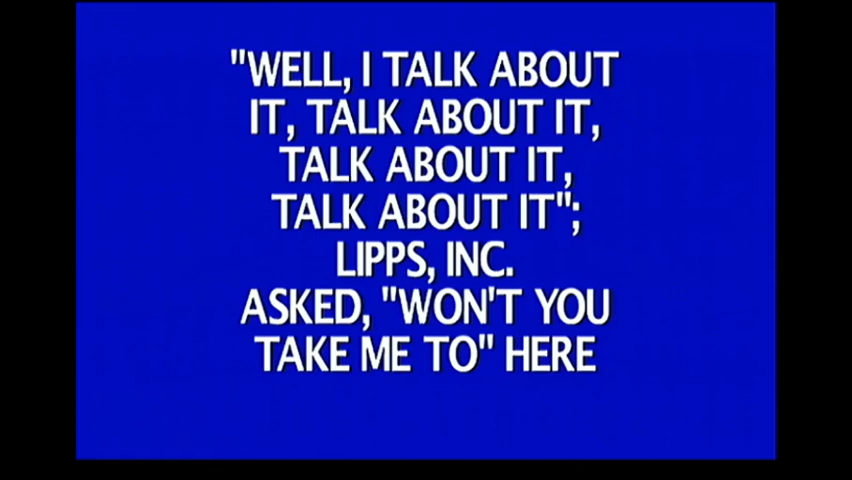 "WELL, I TALK ABOUT
IT, TALK ABOUT IT,
TALK ABOUT IT,
TALK ABOUT IT";
LIPPS, INC.
ASKED, "WON'T YOU
TAKE ME TO" HERE